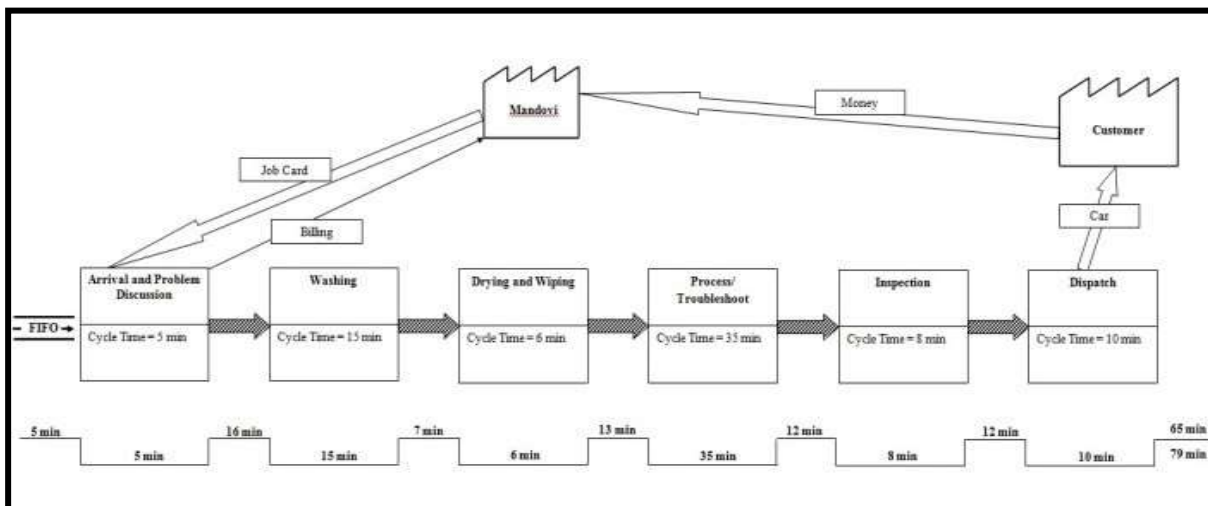 Mandovi
Money
Customer
Job Card
Billing
Car
FIFO
Arrival and Problem
Discussion
Cycle Time = 5 min
Washing
Cycle Time = 15 min
Drying and Wiping
Cycle Time = 6 min
Process/
Troubleshoot
Cycle Time = 35 min
Inspection
Cycle Time = 8 min
Dispatch
Cycle Time = 10 min
5 min
16 min
7 min
13 min
12 min
12 min
65 min
5 min
15 min
6 min
35 min
8 min
10 min
79 min